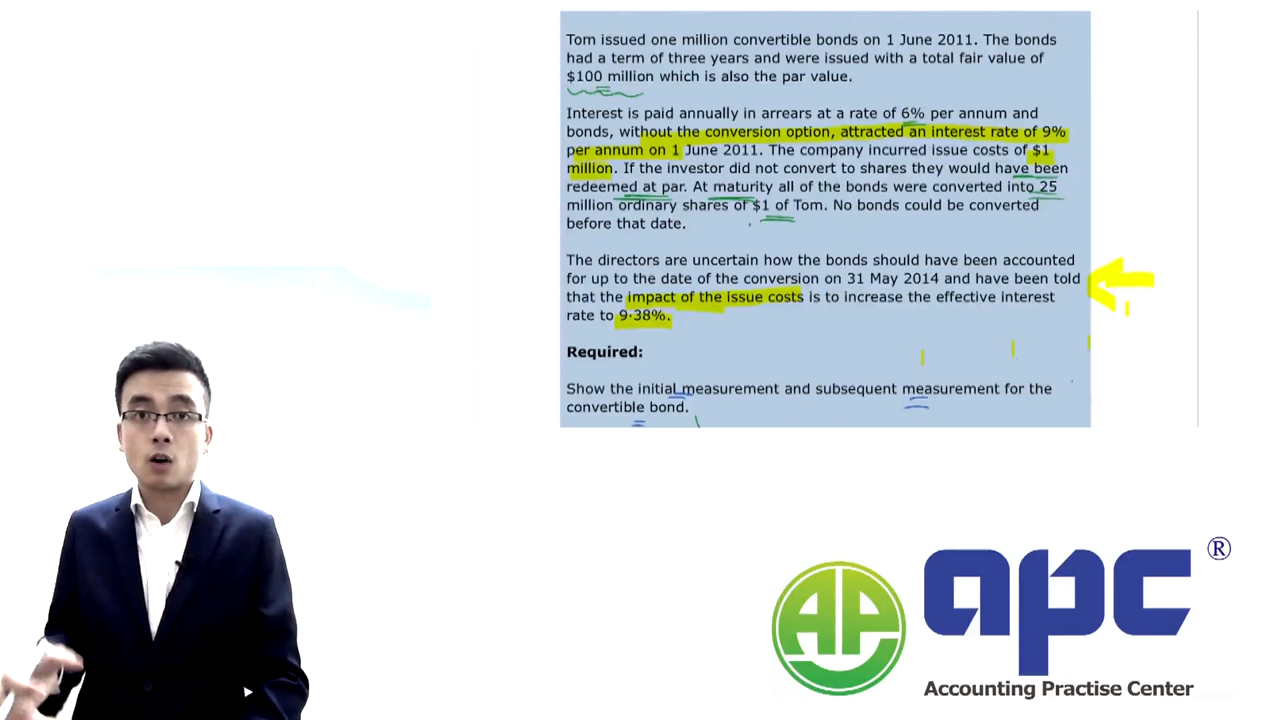 Tom issued one million convertible bonds on 1 June 2011. The bonds
had a term of three years and were issued with a total fair value of
$100 million which is also the par value.
Interest is paid annually in arrears at a rate of 6% per annum and
bonds, without the conversion option, attracted an interest rate of 9%
per annum on 1 June 2011. The company incurred issue costs of $1
million. If the investor did not convert to shares they would have been
redeemed at par. At maturity all of the bonds were converted into 25
million ordinary shares of $1 of Tom. No bonds could be converted
before that date.
The directors are uncertain how the bonds should have been accounted
for up to the date of the conversion on 31 May 2014 and have been told
that the impact of the issue costs is to increase the effective interest
rate to 9·38%.
Required:
Show the initial measurement and subsequent measurement for the
convertible bond.
AP
apc®
Accounting Practise Center